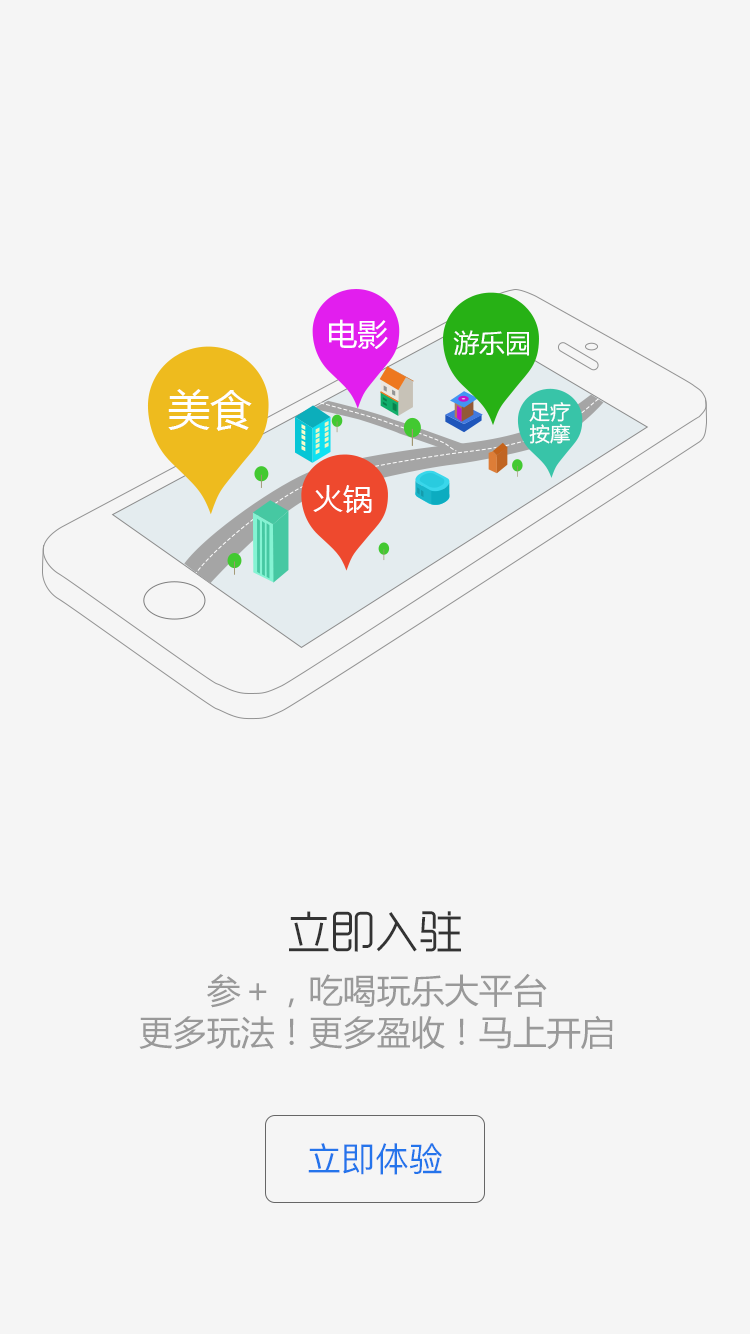 电影
游乐园
美食
足疗
按摩
火锅
立即入驻
参＋，吃喝玩乐大平台
更多玩法！更多盈收！马上开启
立即体验